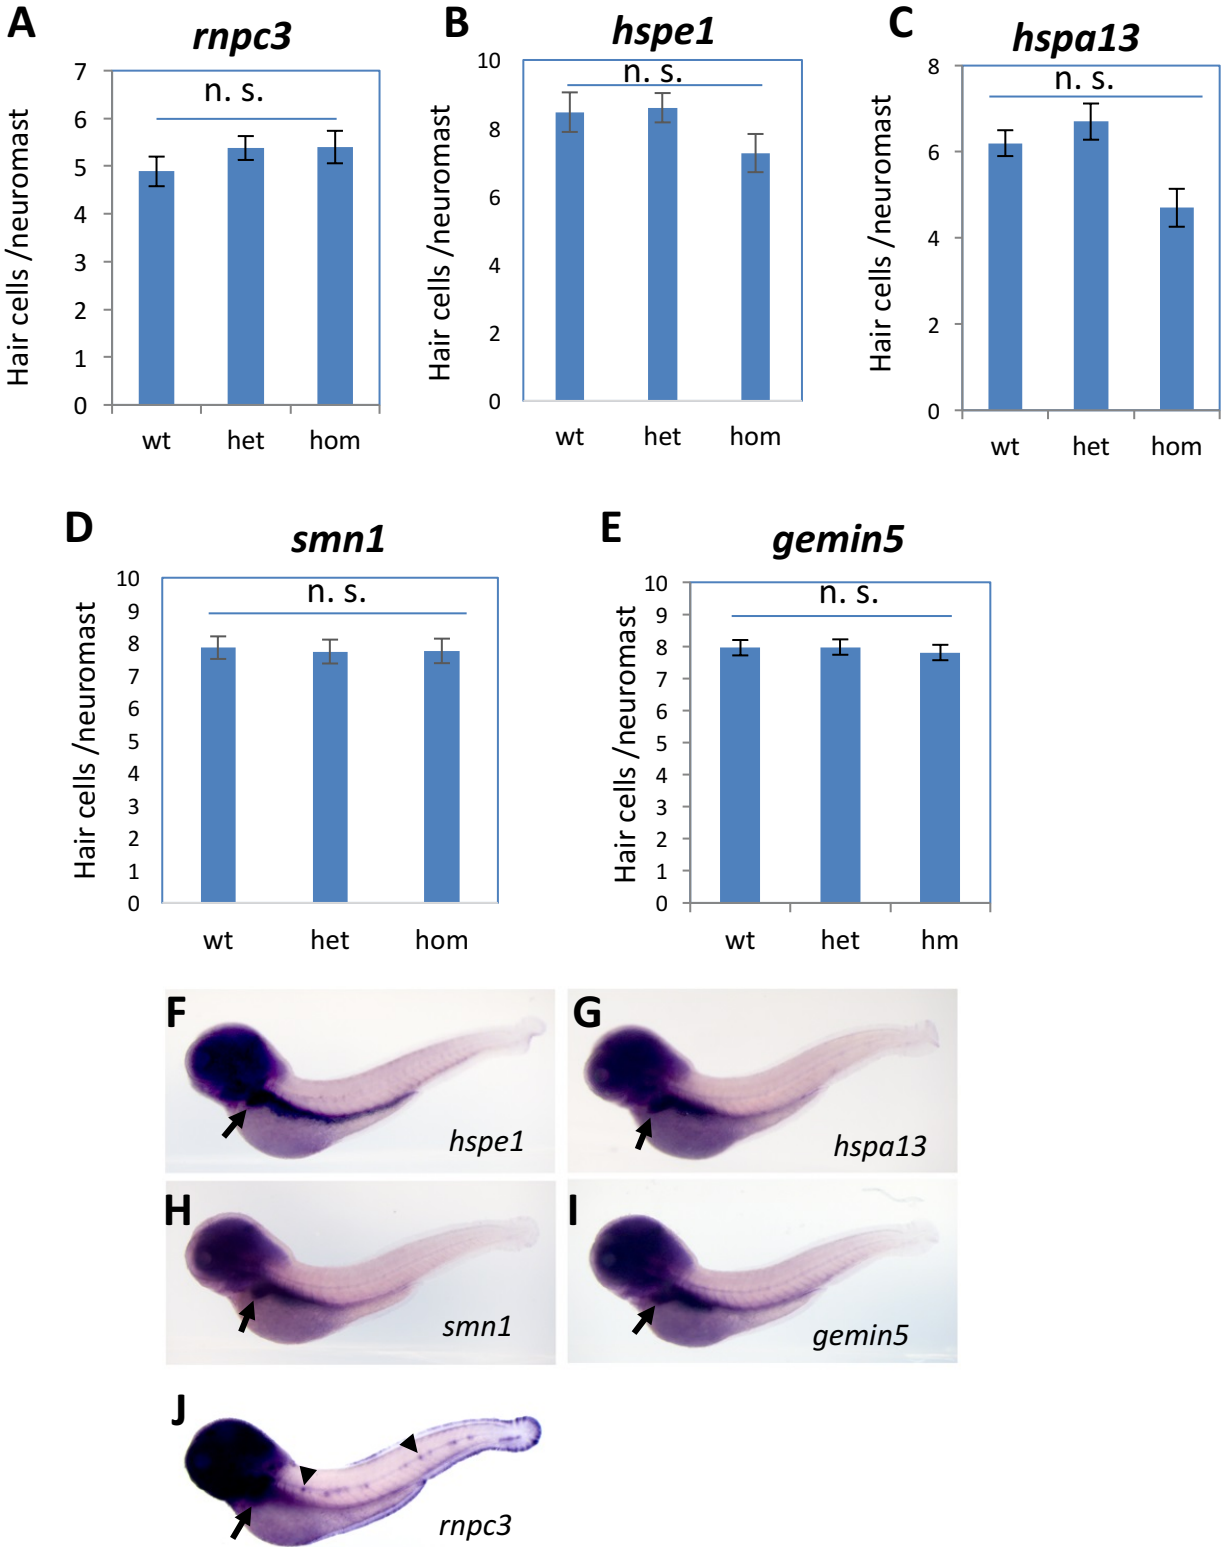 A
rnpc3
Hair cells /neuromast
7
6
5
4
3
2
1
0
n. s.
wt het hom
B
hspe1
Hair cells /neuromast
10
8
6
4
2
0
n. s.
wt het hom
C
hspa13
Hair cells /neuromast
8
6
4
2
0
n. s.
wt het hom
D
smn1
Hair cells /neuromast
10
9
8
7
6
5
4
3
2
1
0
n. s.
wt het hom
E
gemin5
Hair cells /neuromast
10
9
8
7
6
5
4
3
2
1
0
n. s.
wt het hm
F
hspe1
G
hspa13
H
smn1
I
gemin5
J
rnpc3